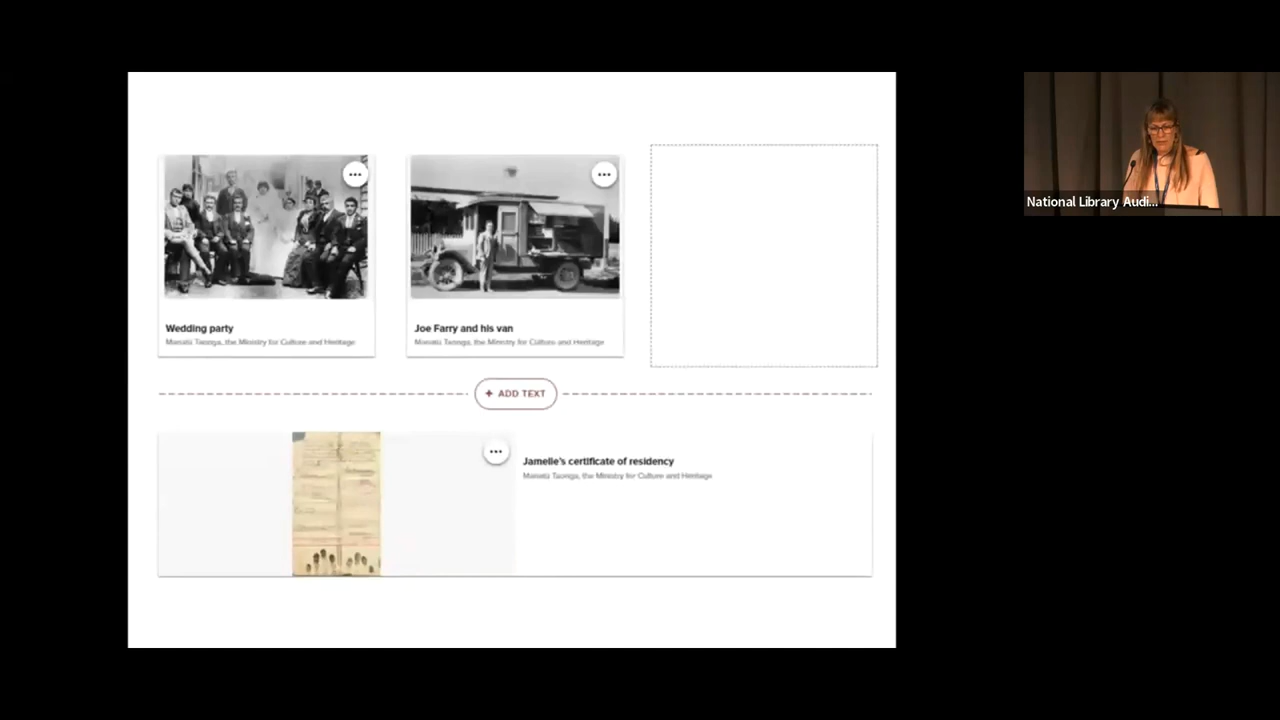 National Library Audi...
Wedding party
Manatū Taonga, the Ministry for Culture and Heritage
Joe Farry and his van
Manatū Taonga, the Ministry for Culture and Heritage
+ ADD TEXT
Jamelie's certificate of residency
Manatū Taonga, the Ministry for Culture and Heritage